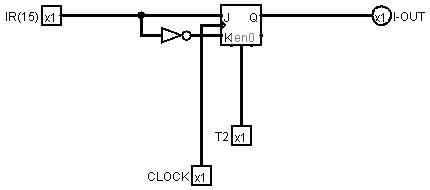 IR(15) x1
J Q
K en0
x1 I-OUT
T2 x1
CLOCK x1